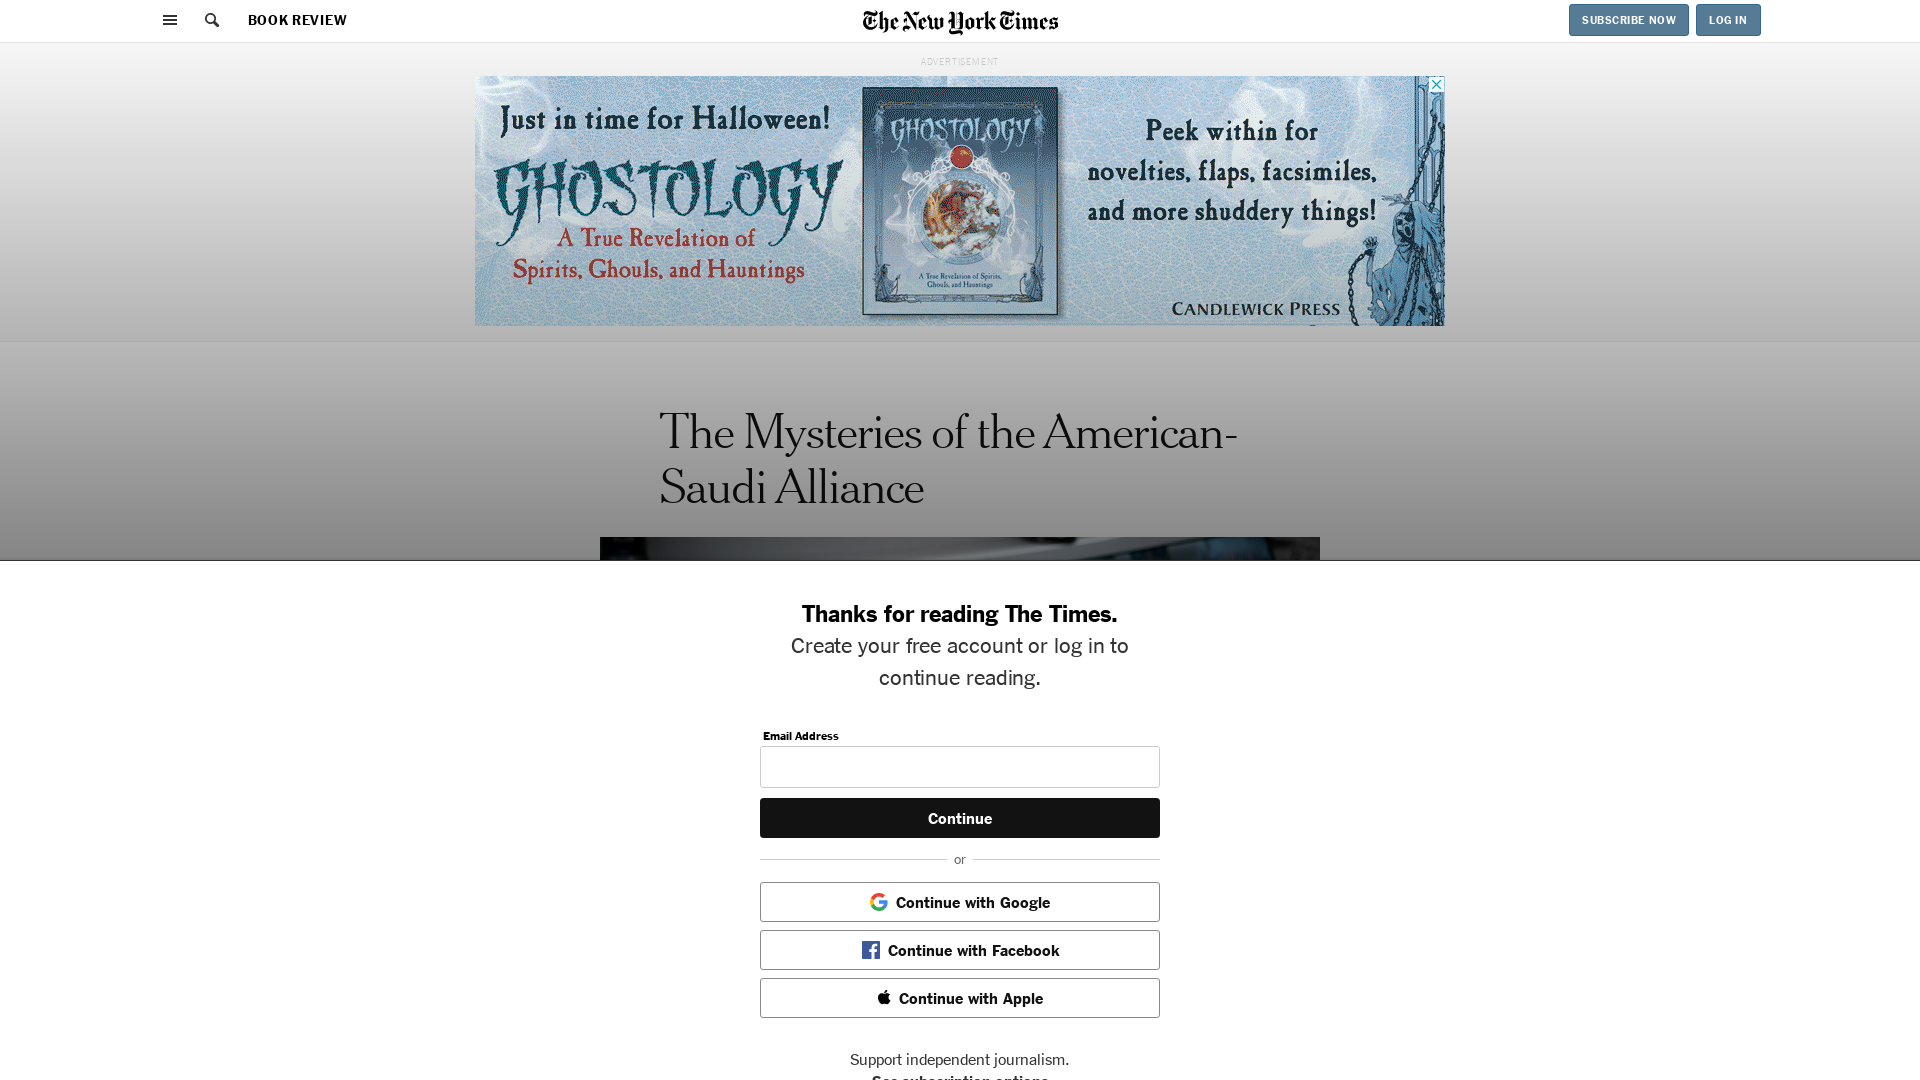 BOOK REVIEW
The New York Times
SUBSCRIBE NOW
LOG IN
ADVERTISEMENT
Just in time for Halloween!
GHOSTOLOGY
A True Revelation of
Spirits, Ghouls, and Hauntings
GHOSTOLOGY
A True Revelation of Spirits,
Ghouls, and Hauntings
Peek within for
novelties, flaps, facsimiles,
and more shuddery things!
CANDLEWICK PRESS
The Mysteries of the American-
Saudi Alliance
Thanks for reading The Times.
Create your free account or log in to
continue reading.
Email Address
Continue
or
Continue with Google
Continue with Facebook
Continue with Apple
Support independent journalism.
See subscription options.